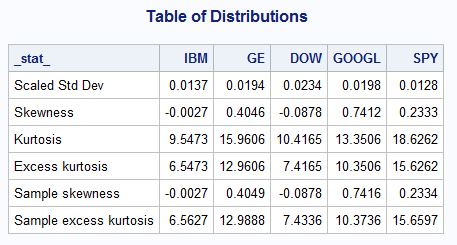 Table of Distributions
_stat_ IBM GE DOW GOOGL SPY
Scaled Std Dev 0.0137 0.0194 0.0234 0.0198 0.0128
Skewness -0.0027 0.4046 -0.0878 0.7412 0.2333
Kurtosis 9.5473 15.9606 10.4165 13.3506 18.6262
Excess kurtosis 6.5473 12.9606 7.4165 10.3506 15.6262
Sample skewness -0.0027 0.4049 -0.0878 0.7416 0.2334
Sample excess kurtosis 6.5627 12.9888 7.4336 10.3736 15.6597